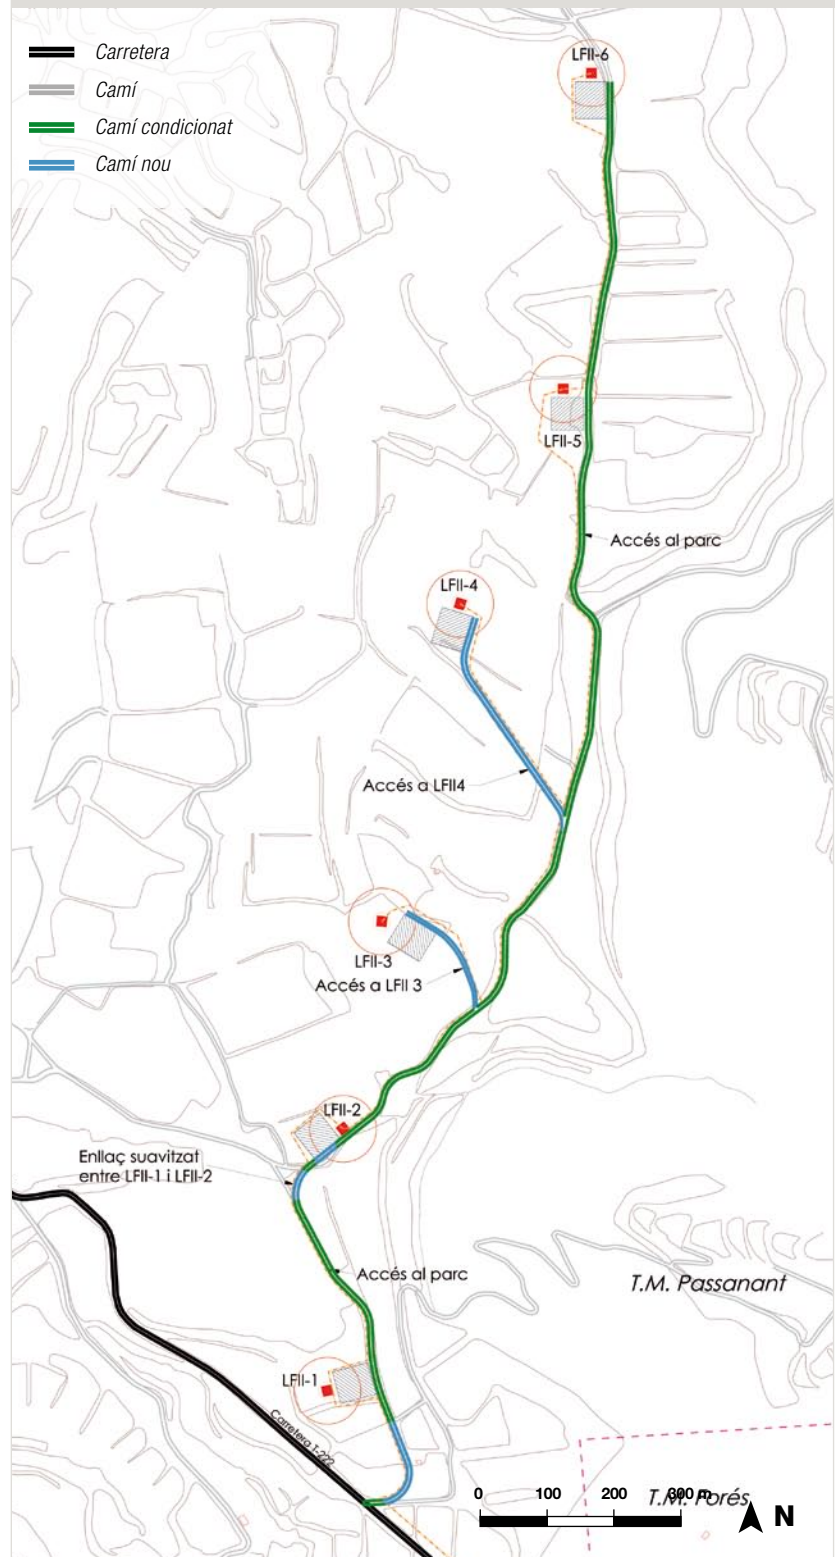 Carretera
Camí
Camí condicionat
Camí nou
LFII-6
LFII-5
Accés al parc
LFII-4
Accés a LFII4
LFII-3
Accés a LFII 3
LFII-2
Enllaç suavitzat
entre LFII-1 i LFII-2
Accés al parc
T.M. Passanant
LFII-1
Carretera T-222
0 100 200 300 m
T.M. Forés
N